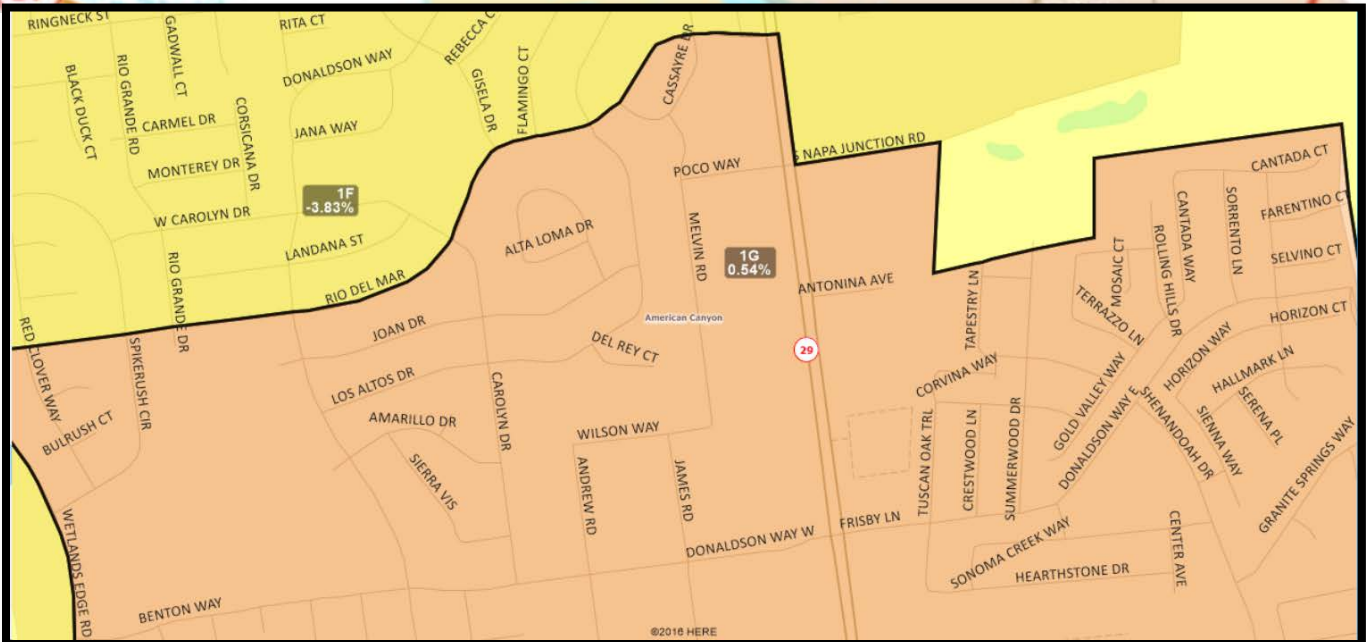 RINGNECK ST
GADWALL CT
RITA CT
REBECCA C
BLACK DUCK CT
RIO GRANDE RD
DONALDSON WAY
GISELA DR
FLAMINGO CT
CASSAYRE DR
CARMEL DR
CORSICANA DR
JANA WAY
S NAPA JUNCTION RD
MONTEREY DR
POCO WAY
CANTADA CT
1F
-3.83%
W CAROLYN DR
LANDANA ST
ALTA LOMA DR
MELVIN RD
1G
0.54%
CANTADA WAY
SORRENTO LN
FARENTINO CT
ROLLING HILLS DR
MOSAIC CT
SELVINO CT
RIO GRANDE DR
RIO DEL MAR
ANTONINA AVE
TAPESTRY LN
TERRAZZO LN
RED CLOVER WAY
SPIKERUSH CIR
JOAN DR
American Canyon
DEL REY CT
29
HORIZON CT
HORIZON WAY
HALLMARK LN
CORVINA WAY
GOLD VALLEY WAY
LOS ALTOS DR
CAROLYN DR
AMARILLO DR
BULRUSH CT
WILSON WAY
TUSCAN OAK TRL
CRESTWOOD LN
SUMMERWOOD DR
DONALDSON WAY E
SHENANDOAH DR
SIENNA WAY
SERENA PL
GRANITE SPRINGS WAY
SIERRA VIS
ANDREW RD
JAMES RD
WETLANDS EDGE RD
DONALDSON WAY W
FRISBY LN
SONOMA CREEK WAY
CENTER AVE
HEARTHSTONE DR
BENTON WAY
©2016 HERE